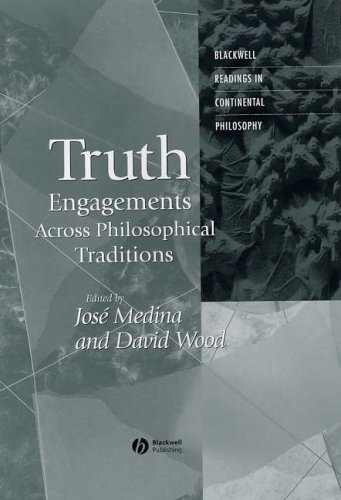 BLACKWELL
READINGS IN
CONTINENTAL
PHILOSOPHY
Truth
Engagements
Across Philosophical
Traditions
Edited by
José Medina
and David Wood
Blackwell
Publishing